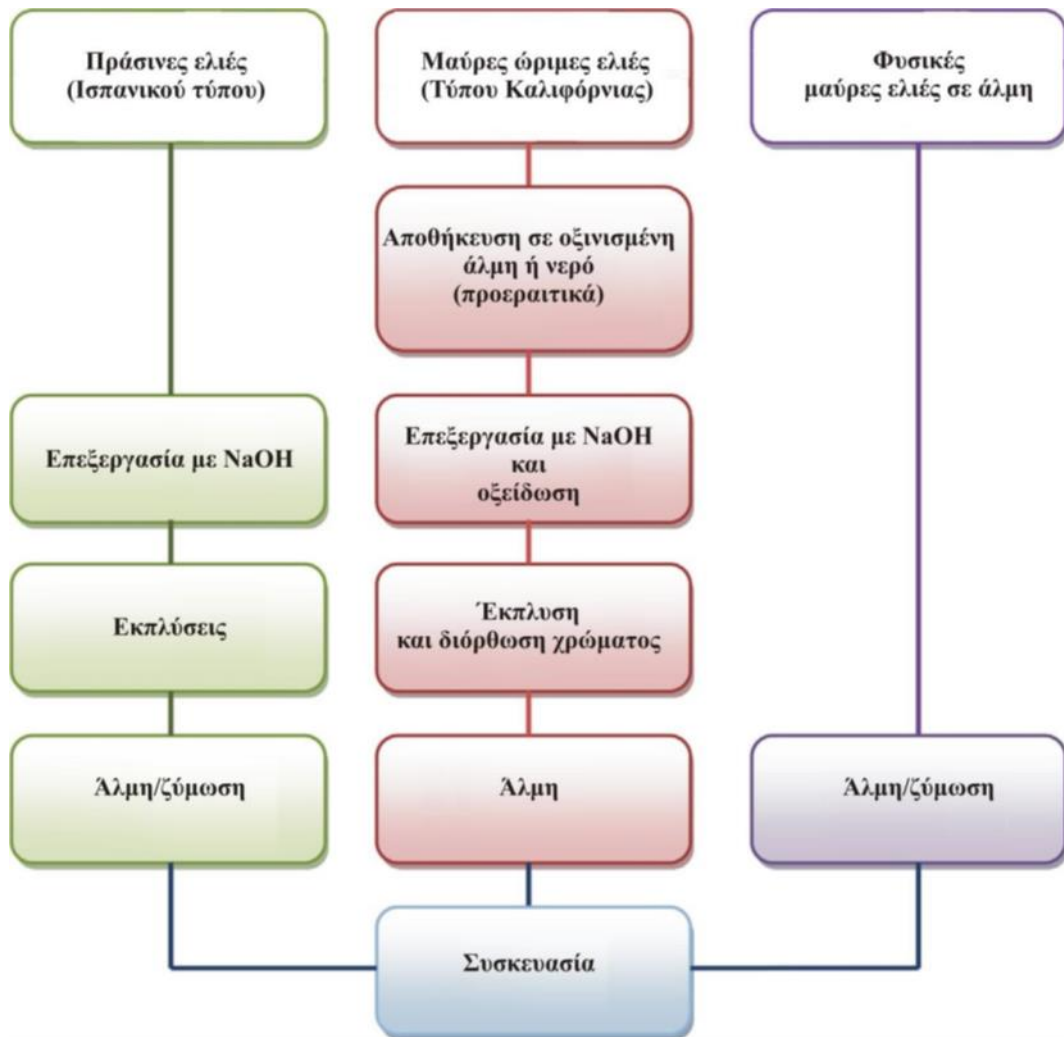 Πράσινες ελιές
(Ισπανικού τύπου)
Μαύρες ώριμες ελιές
(Τύπου Καλιφόρνιας)
Φυσικές
μαύρες ελιές σε άλμη
Αποθήκευση σε οξινισμένη
άλμη ή νερό
(προεραιτικά)
Επεξεργασία με NaOH
Επεξεργασία με NaOH
και
οξείδωση
Εκπλύσεις
Έκπλυση
και διόρθωση χρώματος
Άλμη/ζύμωση
Άλμη
Άλμη/ζύμωση
Συσκευασία